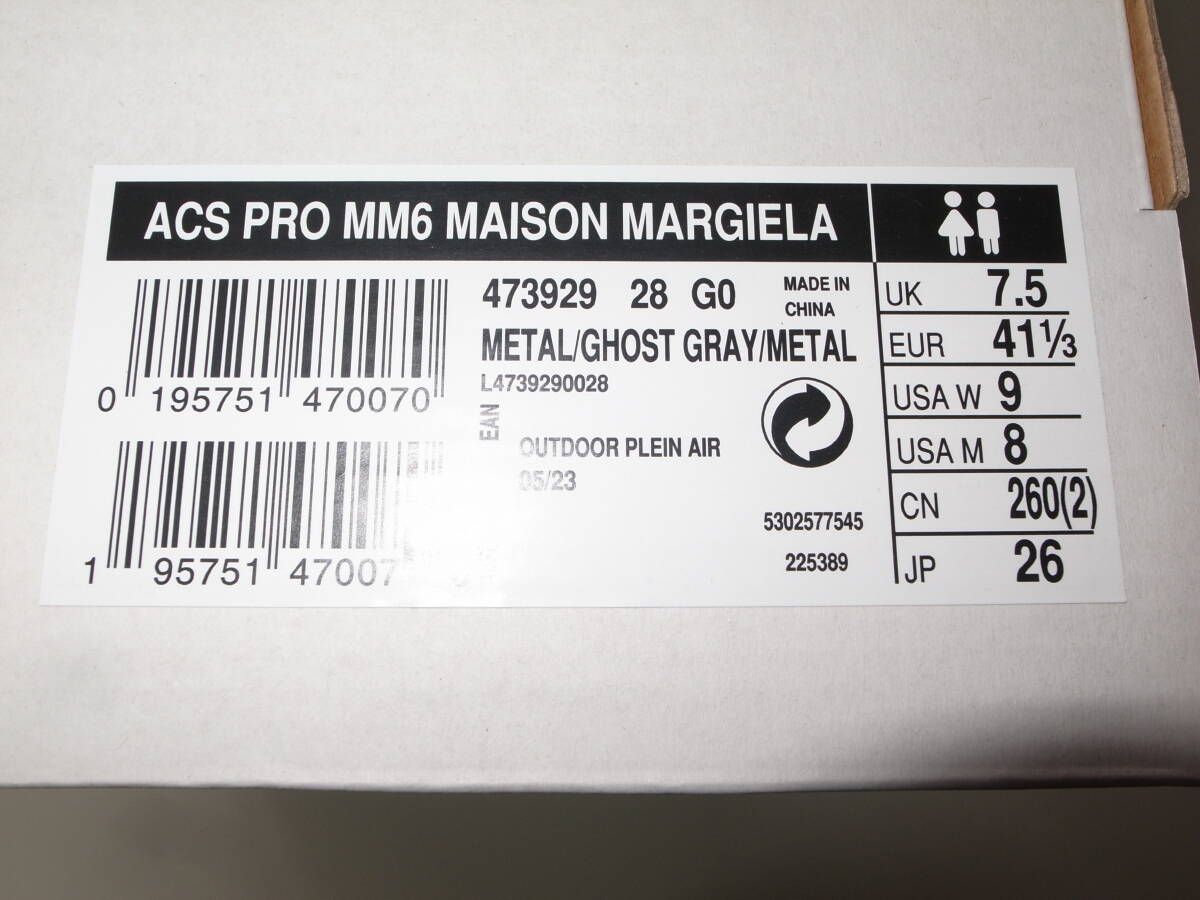 ACS PRO MM6 MAISON MARGIELA
473929 28 G0
MADE IN
CHINA
METAL/GHOST GRAY/METAL
L4739290028
0 195751 470070
EAN
OUTDOOR PLEIN AIR
05/23
1 95751 47007
5302577545
225389
UK 7.5
EUR 41⅓
USA W 9
USA M 8
CN 260(2)
JP 26